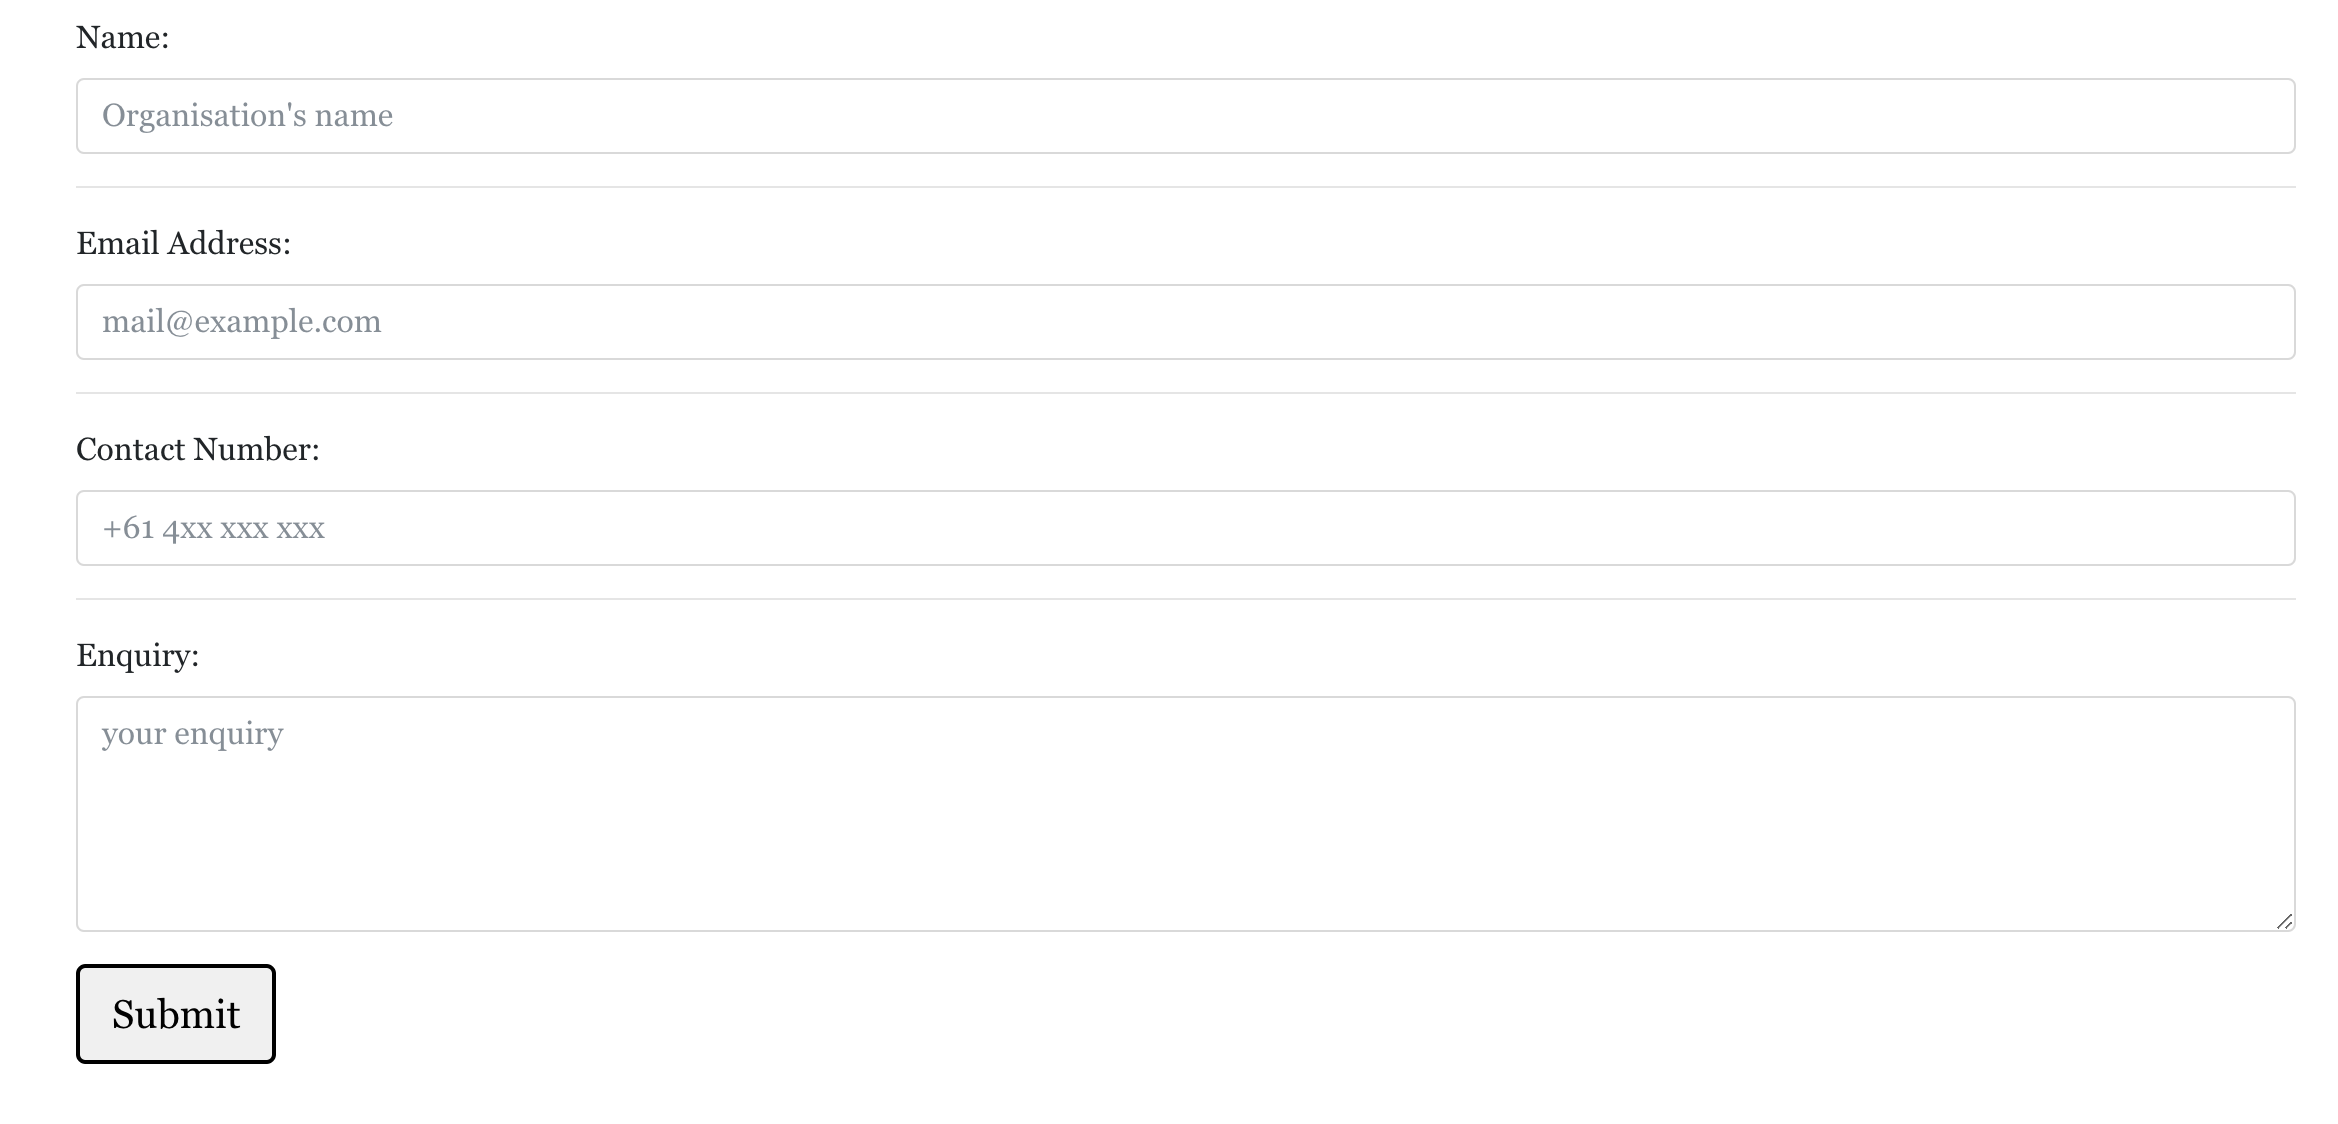 Name:
Organisation's name
Email Address:
mail@example.com
Contact Number:
+61 4xx xxx xxx
Enquiry:
your enquiry
Submit